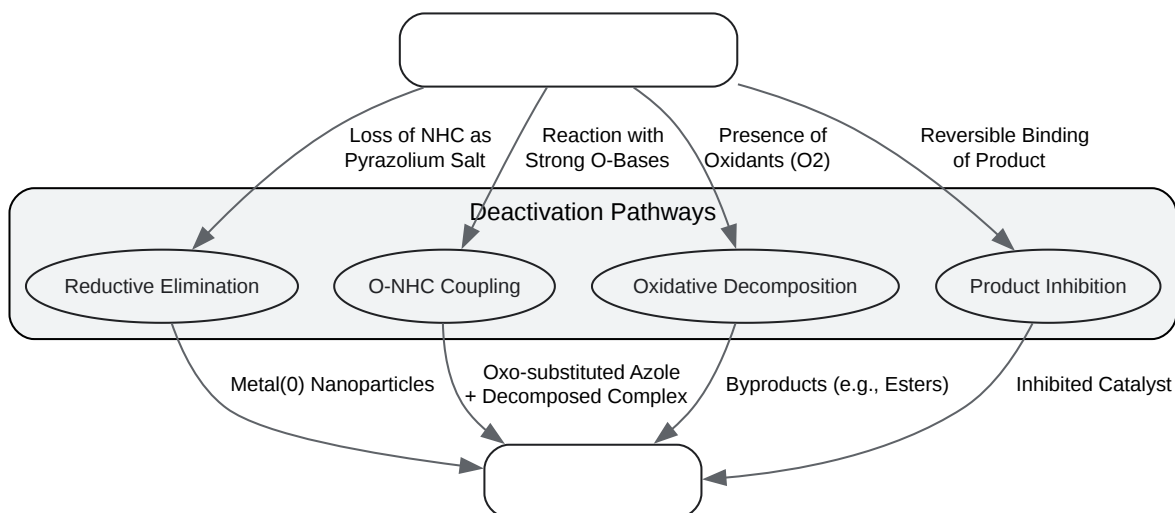 Loss of NHC as
Pyrazolium Salt
Reaction with
Strong O-Bases
Presence of
Oxidants (O2)
Reversible Binding
of Product
Deactivation Pathways
Reductive Elimination
O-NHC Coupling
Oxidative Decomposition
Product Inhibition
Metal(0) Nanoparticles
Oxo-substituted Azole
+ Decomposed Complex
Byproducts (e.g., Esters)
Inhibited Catalyst